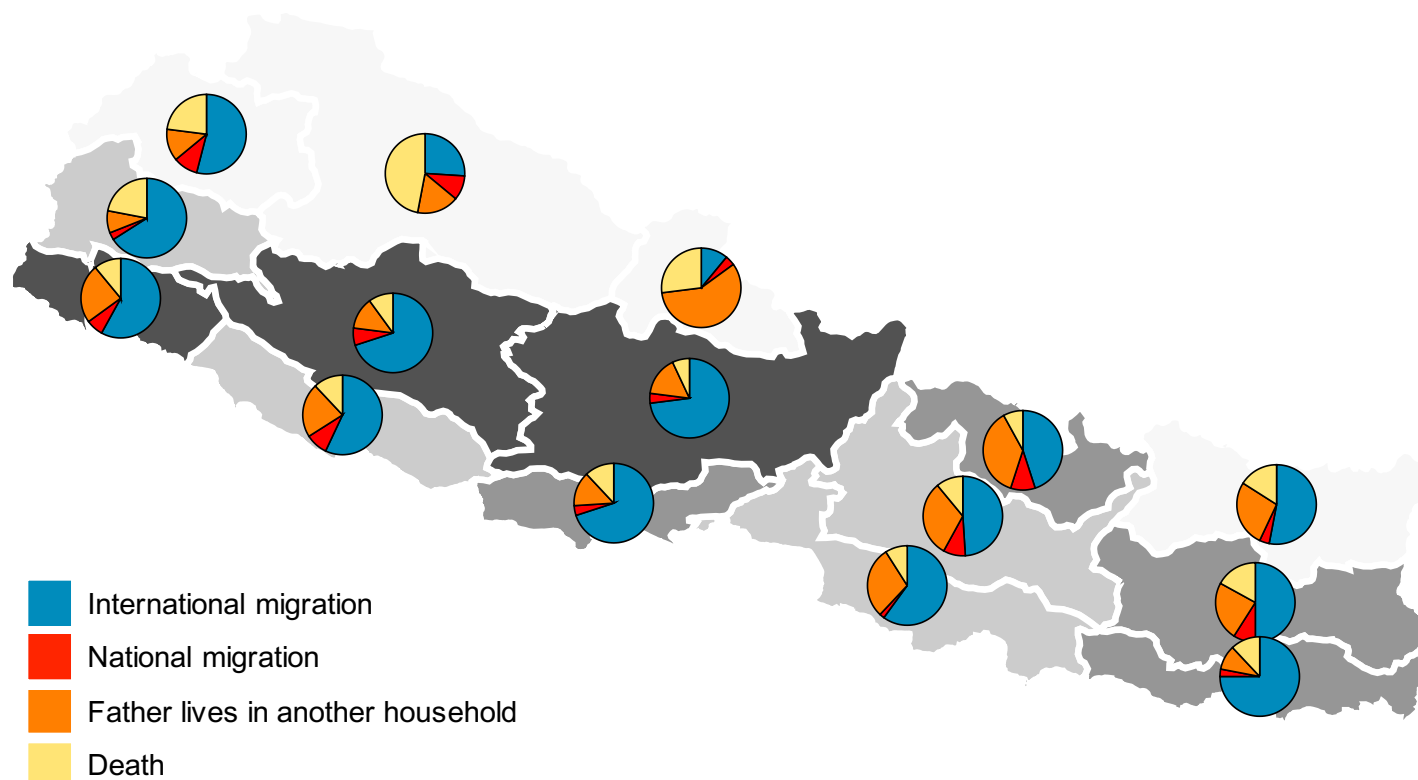 International migration
National migration
Father lives in another household
Death